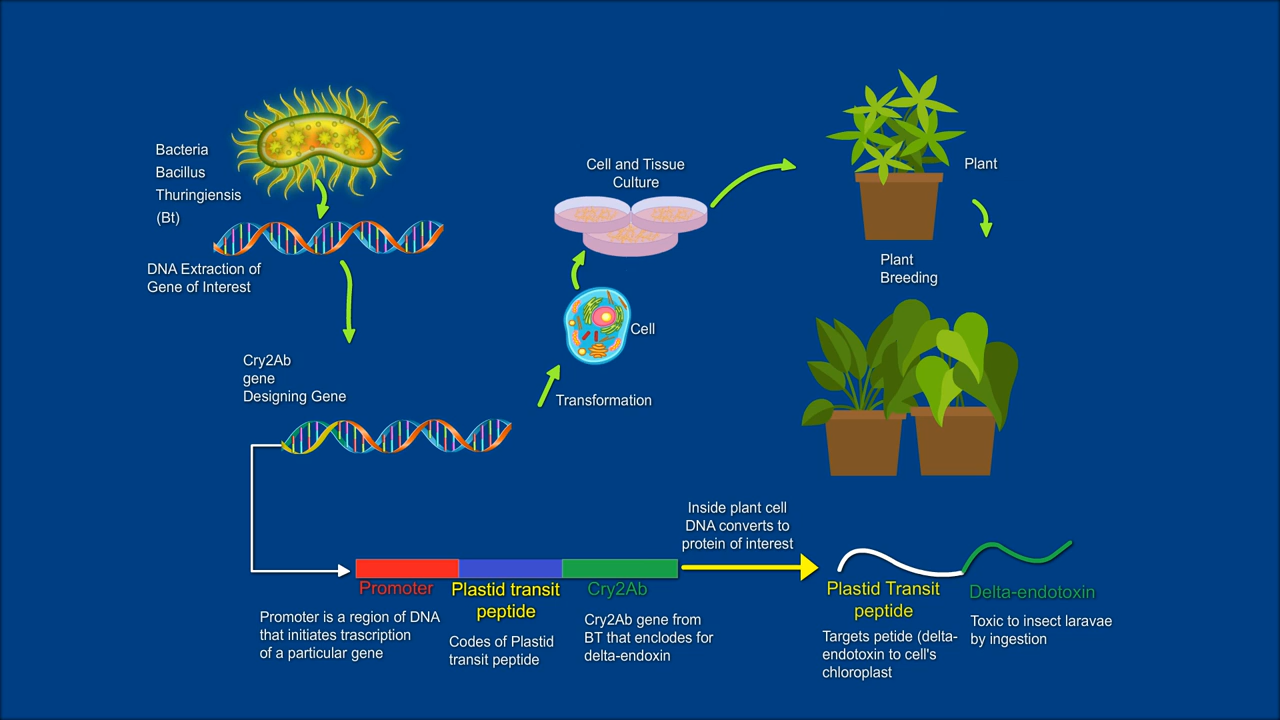 Bacteria
Bacillus
Thuringiensis
(Bt)
DNA Extraction of
Gene of Interest
Cry2Ab
gene
Designing Gene
Transformation
Cell
Cell and Tissue
Culture
Plant
Plant
Breeding
Promoter
Promoter is a region of DNA
that initiates trascription
of a particular gene
Plastid transit
peptide
Codes of Plastid
transit peptide
Cry2Ab
Cry2Ab gene from
BT that enclodes for
delta-endoxin
Inside plant cell
DNA converts to
protein of interest
Plastid Transit
peptide
Targets petide (delta-
endotoxin to cell's
chloroplast
Delta-endotoxin
Toxic to insect laravae
by ingestion